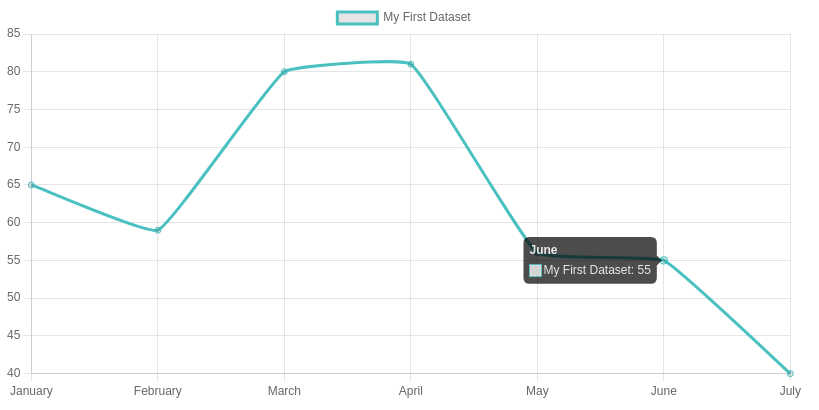 My First Dataset
85
80
75
70
65
60
55
50
45
40
June
My First Dataset: 55
January February March April May June July